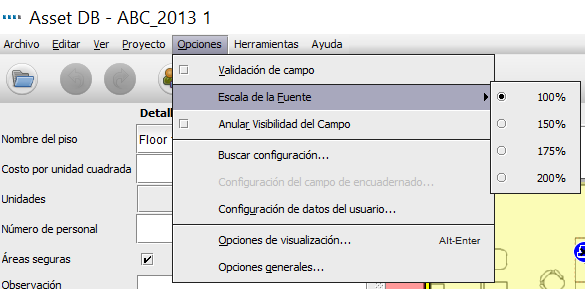 Asset DB - ABC_2013 1
Archivo Editar Ver Proyecto Opciones Herramientas Ayuda
Validación de campo
Escala de la Fuente
100%
150%
175%
200%
Anular Visibilidad del Campo
Buscar configuración...
Configuración del campo de encuadernado...
Configuración de datos del usuario...
Opciones de visualización... Alt-Enter
Opciones generales...
Detal
Nombre del piso Floor
Costo por unidad cuadrada
Unidades
Número de personal
Áreas seguras
Observación